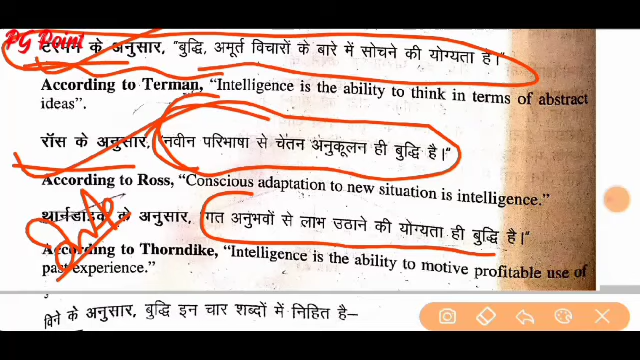 PG Point
टरमन के अनुसार, "बुद्धि, अमूर्त विचारों के बारे में सोचने की योग्यता है।"
According to Terman, "Intelligence is the ability to think in terms of abstract
ideas".
रॉस के अनुसार, नवीन परिभाषा से चेतन अनुकूलन ही बुद्धि है।"
According to Ross, "Conscious adaptation to new situation is intelligence."
थार्नडाइक के अनुसार, गत अनुभवों से लाभ उठाने की योग्यता ही बुद्धि है।"
According to Thorndike, "Intelligence is the ability to motive profitable use of
past experience."
विने के अनुसार, बुद्धि इन चार शब्दों में निहित है–